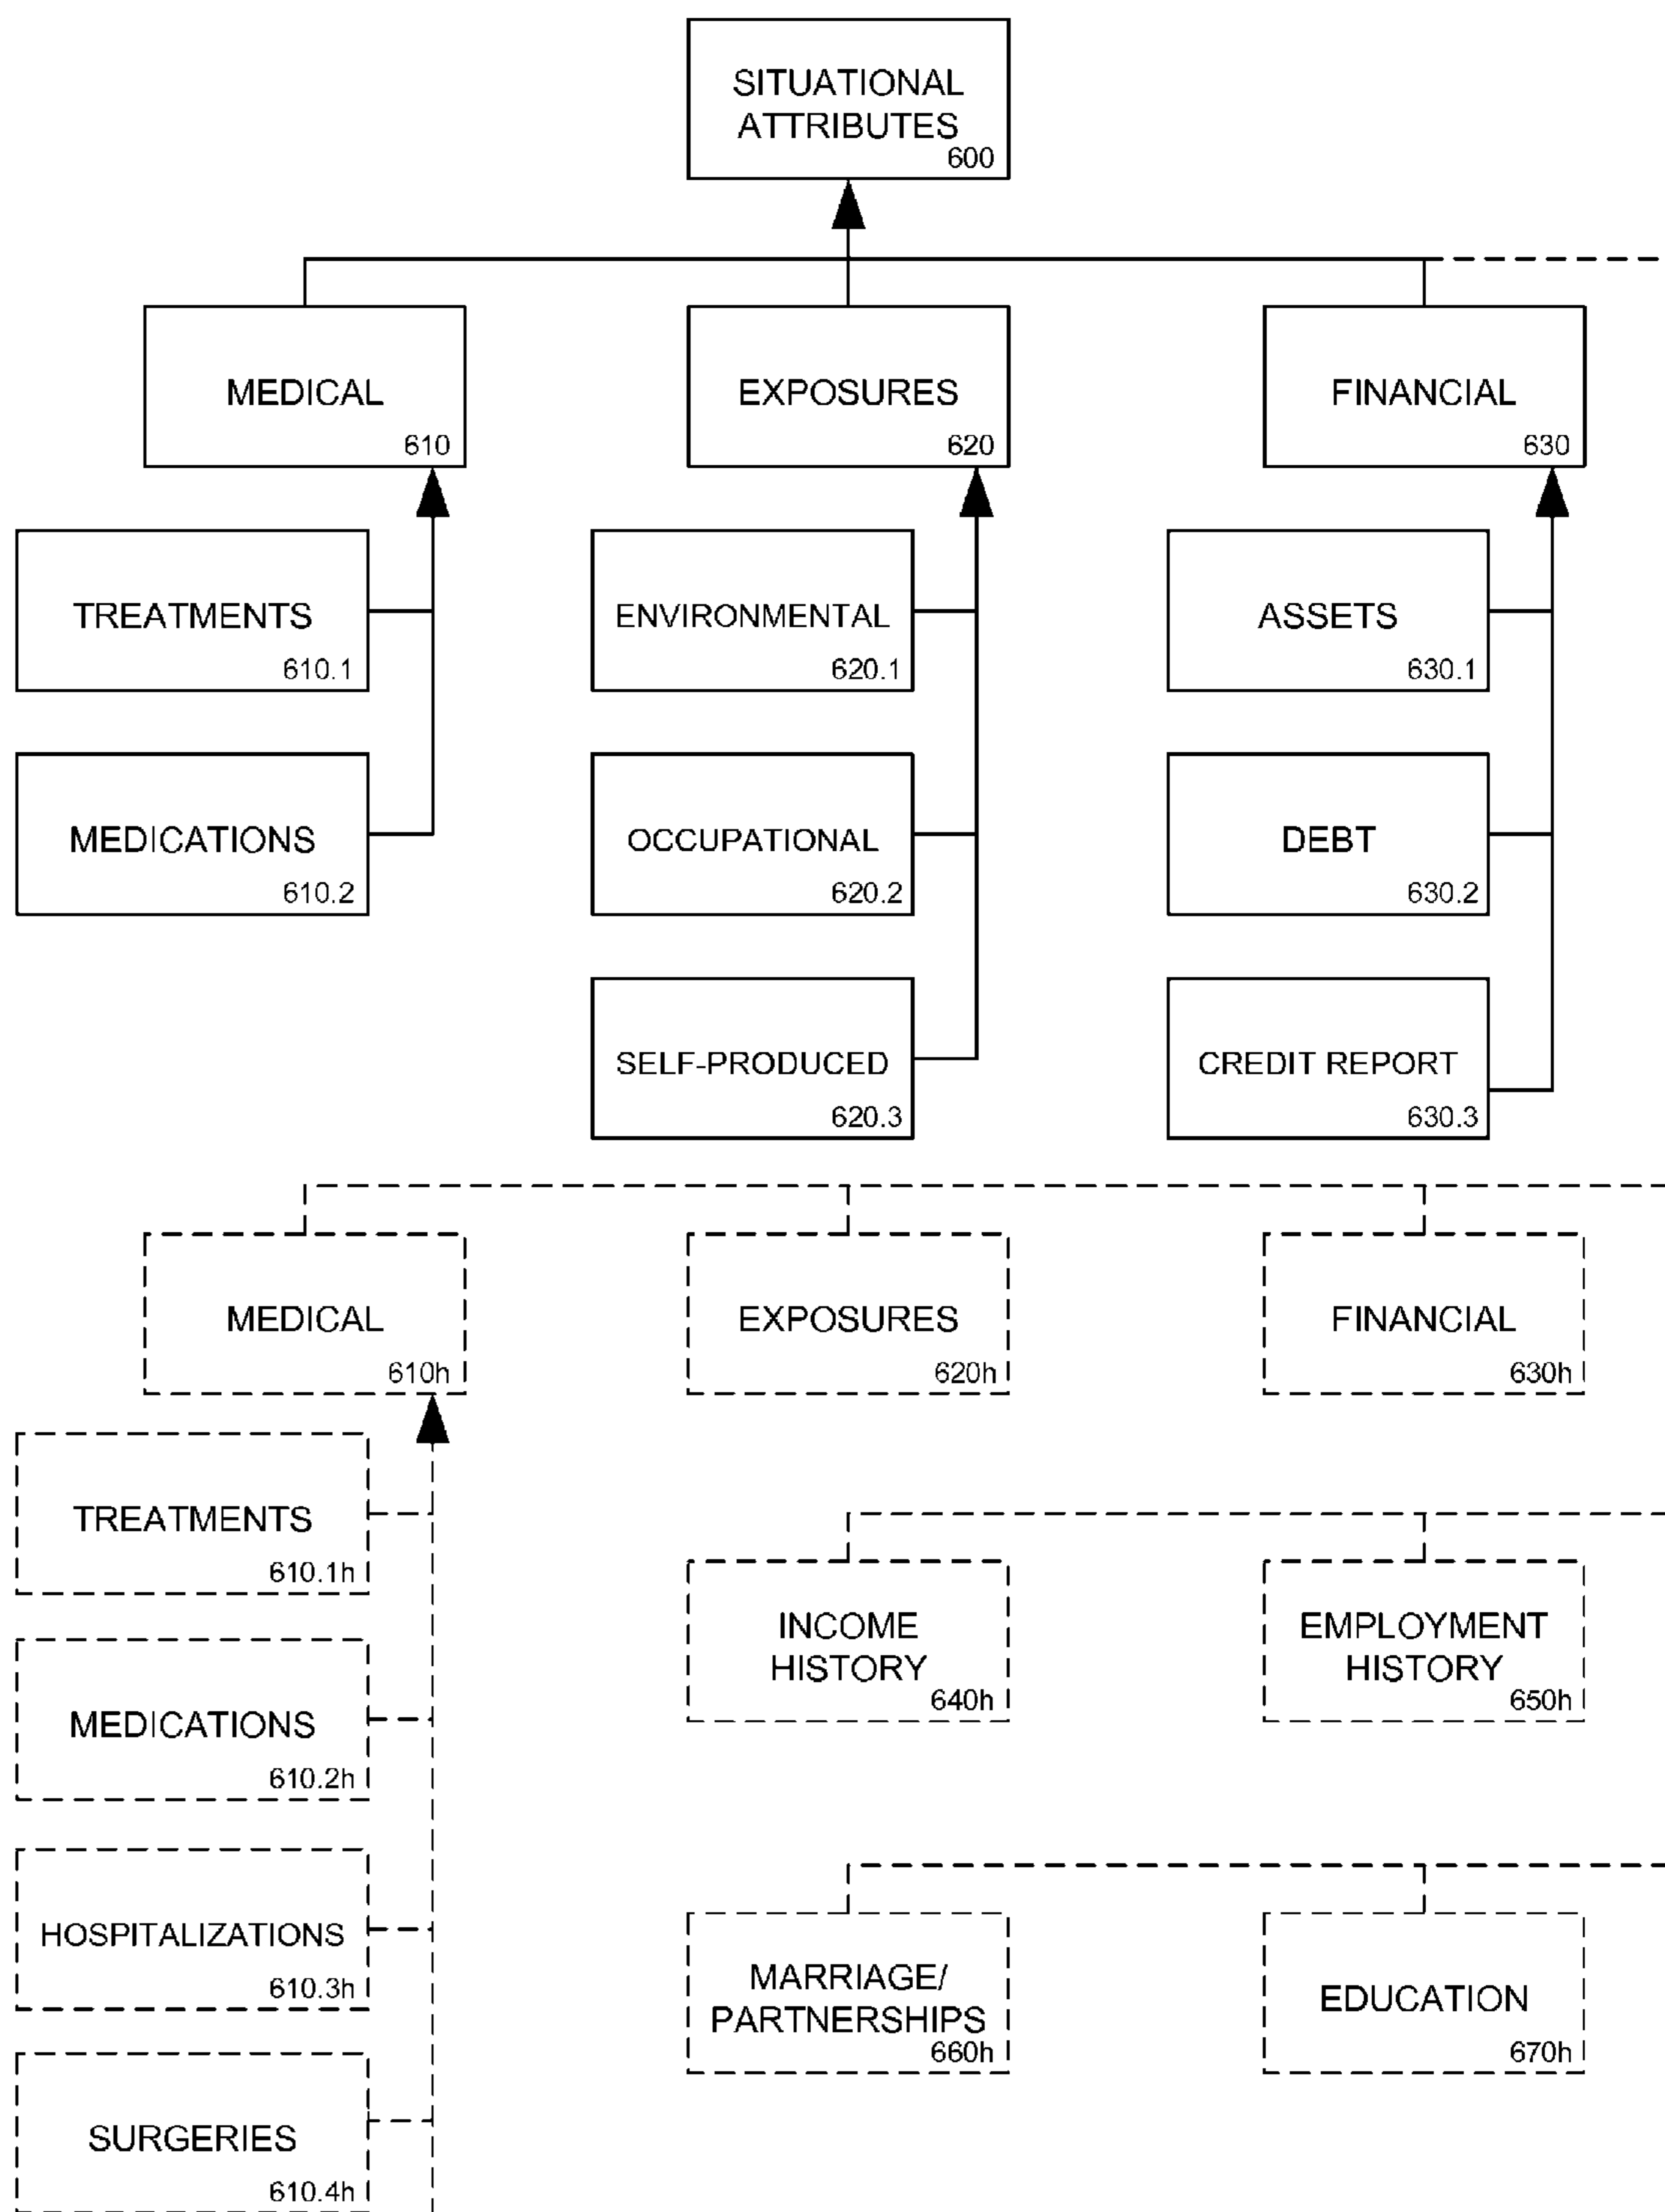 SITUATIONAL
ATTRIBUTES
600
MEDICAL
610
EXPOSURES
620
FINANCIAL
630
TREATMENTS
610.1
ENVIRONMENTAL
620.1
ASSETS
630.1
MEDICATIONS
610.2
OCCUPATIONAL
620.2
DEBT
630.2
SELF-PRODUCED
620.3
CREDIT REPORT
630.3
MEDICAL
610h
EXPOSURES
620h
FINANCIAL
630h
TREATMENTS
610.1h
INCOME
HISTORY
640h
EMPLOYMENT
HISTORY
650h
MEDICATIONS
610.2h
HOSPITALIZATIONS
610.3h
MARRIAGE/
PARTNERSHIPS
660h
EDUCATION
670h
SURGERIES
610.4h